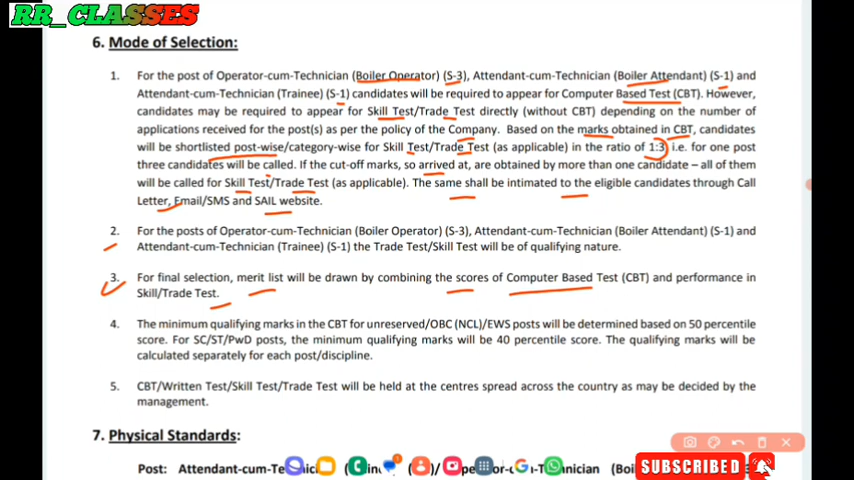 RR_CLASSES
6. Mode of Selection:
1. For the post of Operator-cum-Technician (Boiler Operator) (S-3), Attendant-cum-Technician (Boiler Attendant) (S-1) and
Attendant-cum-Technician (Trainee) (S-1) candidates will be required to appear for Computer Based Test (CBT). However,
candidates may be required to appear for Skill Test/Trade Test directly (without CBT) depending on the number of
applications received for the post(s) as per the policy of the Company. Based on the marks obtained in CBT, candidates
will be shortlisted post-wise/category-wise for Skill Test/Trade Test (as applicable) in the ratio of 1:3 i.e. for one post
three candidates will be called. If the cut-off marks, so arrived at, are obtained by more than one candidate – all of them
will be called for Skill Test/Trade Test (as applicable). The same shall be intimated to the eligible candidates through Call
Letter, Email/SMS and SAIL website.
2. For the posts of Operator-cum-Technician (Boiler Operator) (S-3), Attendant-cum-Technician (Boiler Attendant) (S-1) and
Attendant-cum-Technician (Trainee) (S-1) the Trade Test/Skill Test will be of qualifying nature.
3. For final selection, merit list will be drawn by combining the scores of Computer Based Test (CBT) and performance in
Skill/Trade Test.
4. The minimum qualifying marks in the CBT for unreserved/OBC (NCL)/EWS posts will be determined based on 50 percentile
score. For SC/ST/PwD posts, the minimum qualifying marks will be 40 percentile score. The qualifying marks will be
calculated separately for each post/discipline.
5. CBT/Written Test/Skill Test/Trade Test will be held at the centres spread across the country as may be decided by the
management.
7. Physical Standards:
Post: Attendant-cum-Te
SUBSCRIBED